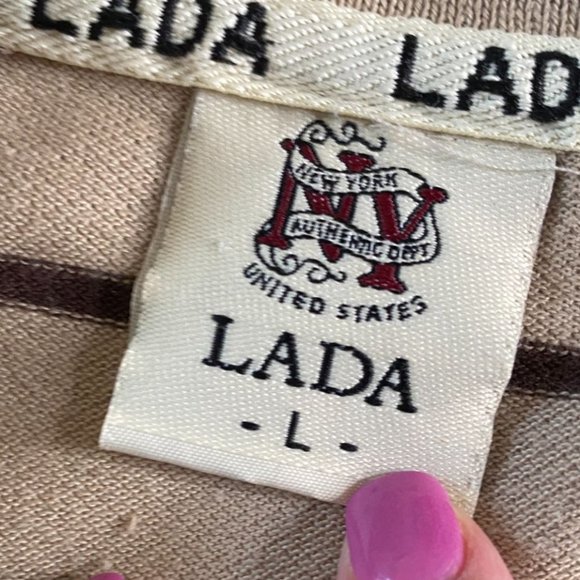 LADA LAD
NY
NEW YORK
AUTHENTIC DEPT
UNITED STATES
LADA
- L -